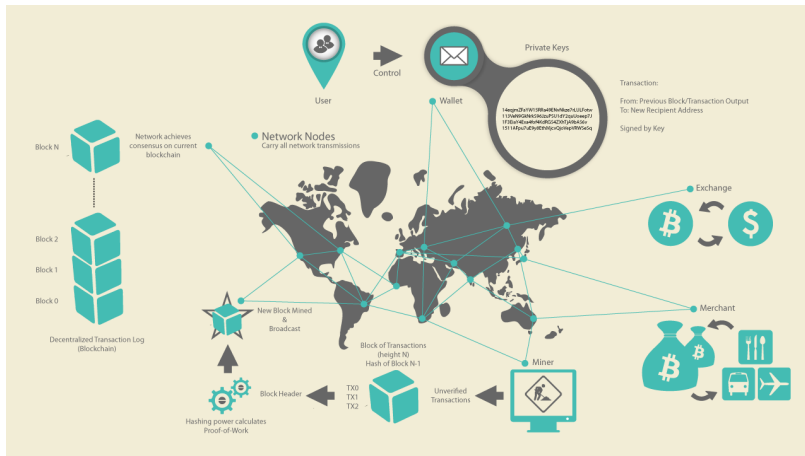 User
Control
Private Keys
Transaction:
From: Previous Block/Transaction Output
To: New Recipient Address
Signed by Key
Wallet
Network Nodes
Carry all network transmissions
Network achieves
consensus on current
blockchain
Block N
Block 2
Block 1
Block 0
Decentralized Transaction Log
(Blockchain)
Exchange
Merchant
Miner
New Block Mined
&
Broadcast
Block of Transactions
(height N)
Hash of Block N-1
Block Header
TX0
TX1
TX2
Unverified
Transactions
Hashing power calculates
Proof-of-Work